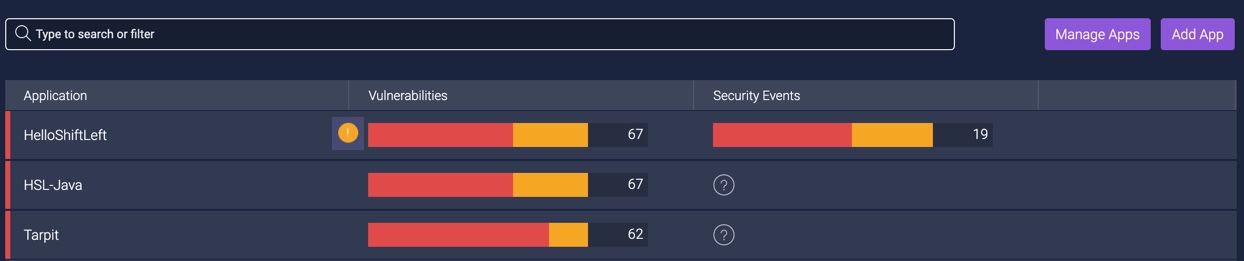 Type to search or filter
Manage Apps
Add App
Application Vulnerabilities Security Events
HelloShiftLeft ! 67 19
HSL-Java 67 ?
Tarpit 62 ?